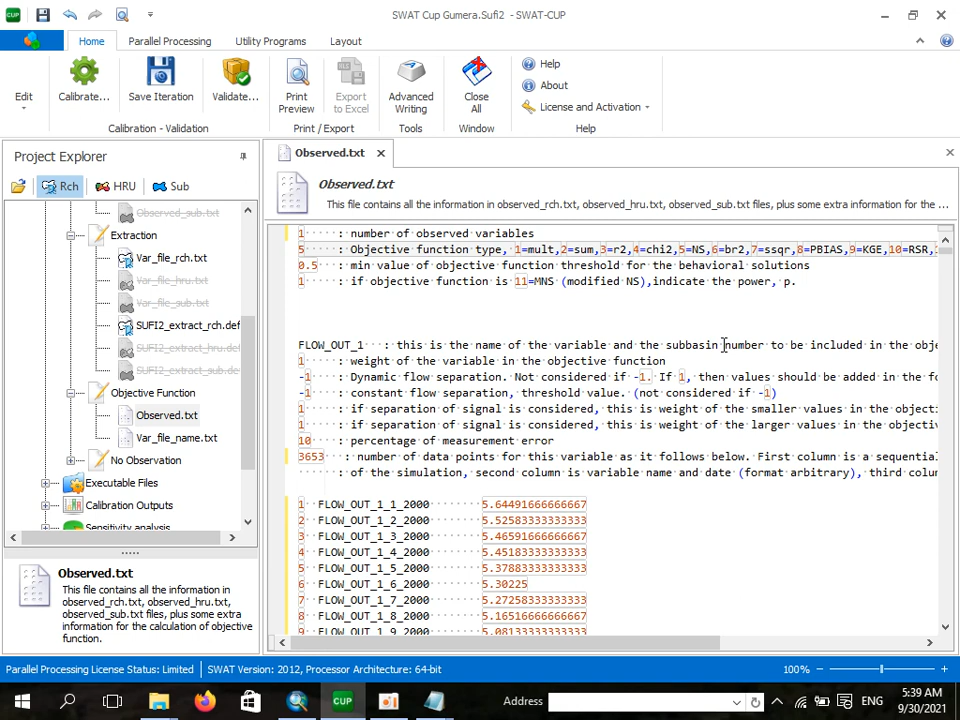 SWAT Cup Gumera.Sufi2 - SWAT-CUP
Home
Parallel Processing
Utility Programs
Layout
Edit
Calibrate...
Save Iteration
Validate...
Print Preview
Export to Excel
Advanced Writing
Close All
Help
About
License and Activation
Calibration - Validation
Print / Export
Tools
Window
Help
Project Explorer
Rch
HRU
Sub
Observed_sub.txt
Extraction
Var_file_rch.txt
Var_file_hru.txt
Var_file_sub.txt
SUFI2_extract_rch.def
SUFI2_extract_hru.de
SUFI2_extract_sub.de
Objective Function
Observed.txt
Var_file_name.txt
No Observation
Executable Files
Calibration Outputs
Sensitivity analysis
Observed.txt
This file contains all the information in observed_rch.txt, observed_hru.txt, observed_sub.txt files, plus some extra information for the calculation of objective function.
Observed.txt
Observed.txt
This file contains all the information in observed_rch.txt, observed_hru.txt, observed_sub.txt files, plus some extra information for the ...
1 : number of observed variables
5 : Objective function type, 1=mult,2=sum,3=r2,4=chi2,5=NS,6=br2,7=ssqr,8=PBIAS,9=KGE,10=RSR,
0.5 : min value of objective function threshold for the behavioral solutions
1 : if objective function is 11=MNS (modified NS),indicate the power, p.
FLOW_OUT_1 : this is the name of the variable and the subbasin number to be included in the obje
1 : weight of the variable in the objective function
-1 : Dynamic flow separation. Not considered if -1. If 1, then values should be added in the fo
-1 : constant flow separation, threshold value. (not considered if -1)
1 : if separation of signal is considered, this is weight of the smaller values in the objecti
1 : if separation of signal is considered, this is weight of the larger values in the objectiv
10 : percentage of measurement error
3653 : number of data points for this variable as it follows below. First column is a sequential
: of the simulation, second column is variable name and date (format arbitrary), third colum
1 FLOW_OUT_1_1_2000 5.64491666666667
2 FLOW_OUT_1_2_2000 5.52583333333333
3 FLOW_OUT_1_3_2000 5.46591666666667
4 FLOW_OUT_1_4_2000 5.45183333333333
5 FLOW_OUT_1_5_2000 5.37883333333333
6 FLOW_OUT_1_6_2000 5.30225
7 FLOW_OUT_1_7_2000 5.27258333333333
8 FLOW_OUT_1_8_2000 5.16516666666667
9 FLOW_OUT_1_9_2000 5.08133333333333
Parallel Processing License Status: Limited
SWAT Version: 2012, Processor Architecture: 64-bit
100%
CUP
Address
ENG
5:39 AM
9/30/2021